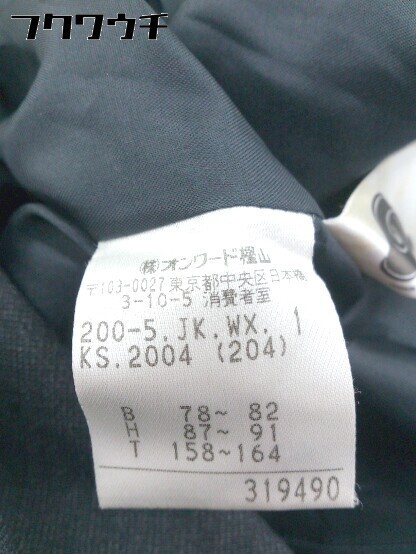 フクワウチ
(株)オンワード樫山
〒103-0027 東京都中央区日本橋
3-10-5 消費者室
200-5.JK.WX. 1
KS.2004 (204)
B 78~ 82
H 87~ 91
T 158~164
319490